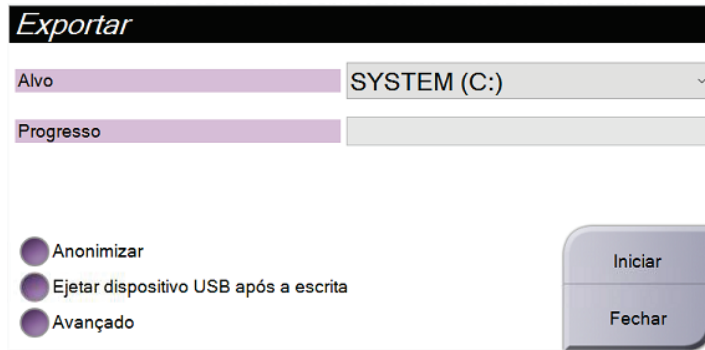 Exportar
Alvo
SYSTEM (C:)
Progresso
Anonimizar
Ejetar dispositivo USB após a escrita
Avançado
Iniciar
Fechar